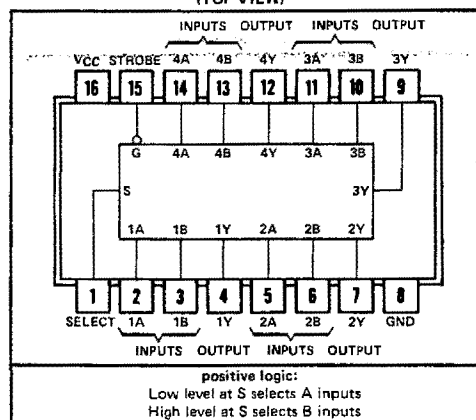 (TOP VIEW)
INPUTS OUTPUT INPUTS OUTPUT
VCC STROBE 4A 4B 4Y 3A 3B 3Y
16 15 14 13 12 11 10 9
G 4A 4B 4Y 3A 3B
S 3Y
1A 1B 1Y 2A 2B 2Y
1 2 3 4 5 6 7 8
SELECT 1A 1B 1Y 2A 2B 2Y GND
INPUTS OUTPUT INPUTS OUTPUT
positive logic:
Low level at S selects A inputs
High level at S selects B inputs